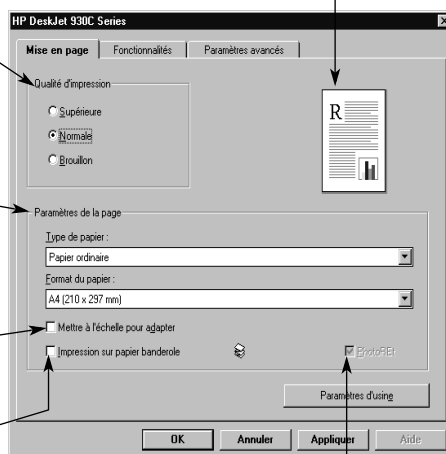 HP DeskJet 930C Series
Mise en page Fonctionnalités Paramètres avancés
Qualité d'impression
Supérieure
Normale
Brouillon
R
Paramètres de la page
Type de papier :
Papier ordinaire
Format du papier :
A4 (210 x 297 mm)
Mettre à l'échelle pour adapter
Impression sur papier banderole PhotoREt
Paramètres d'usine
OK Annuler Appliquer Aide